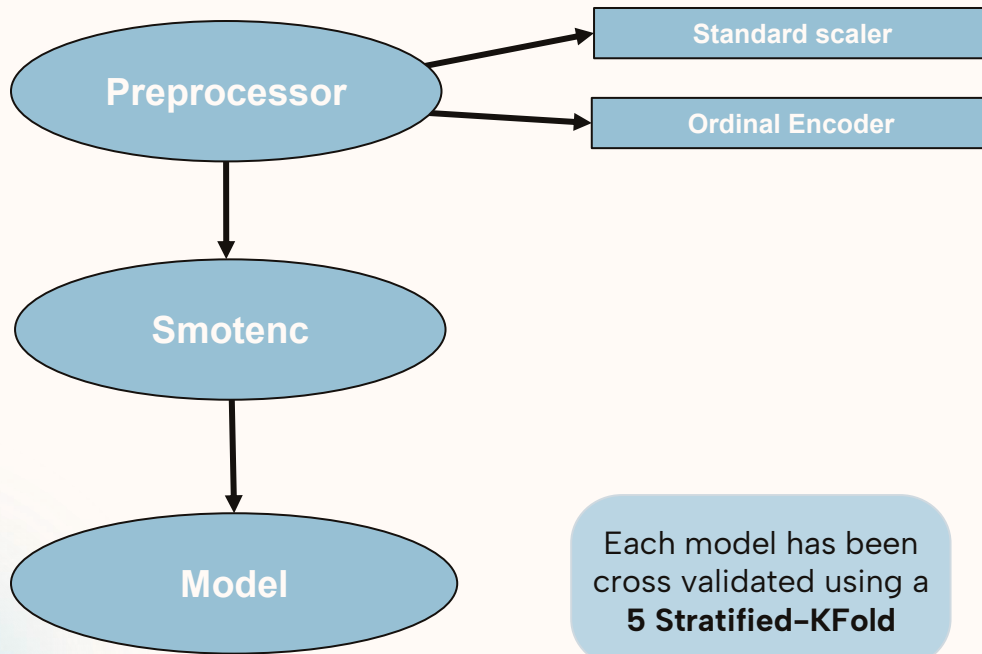 Preprocessor
Standard scaler
Ordinal Encoder
Smotenc
Model
Each model has been
cross validated using a
5 Stratified-KFold